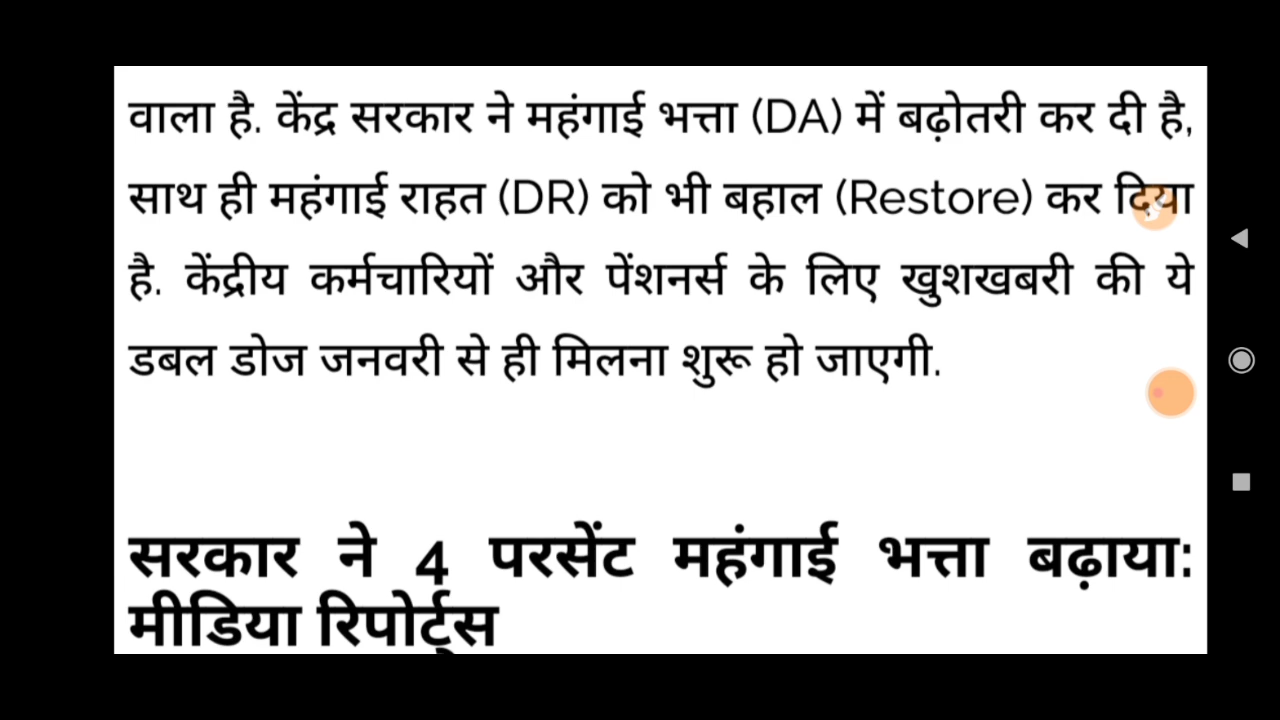 वाला है. केंद्र सरकार ने महंगाई भत्ता (DA) में बढ़ोतरी कर दी है,
साथ ही महंगाई राहत (DR) को भी बहाल (Restore) कर दिया
है. केंद्रीय कर्मचारियों और पेंशनर्स के लिए खुशखबरी की ये
डबल डोज जनवरी से ही मिलना शुरू हो जाएगी.
सरकार ने 4 परसेंट महंगाई भत्ता बढ़ाया:
मीडिया रिपोर्ट्स